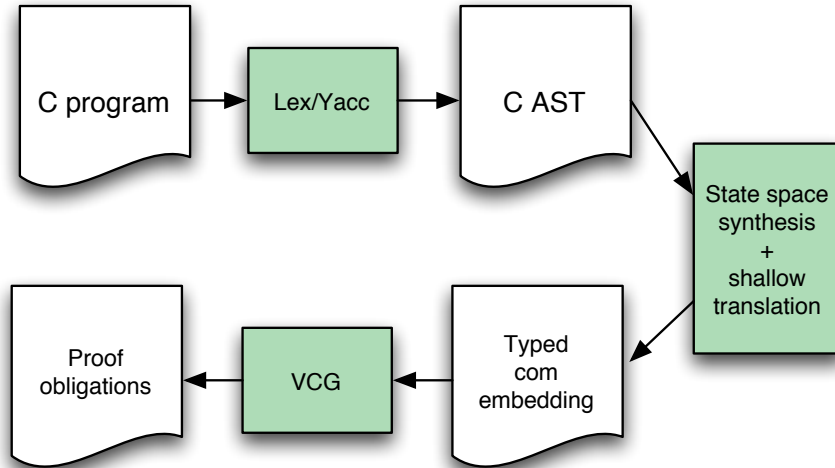 C program
Lex/Yacc
C AST
State space
synthesis
+
shallow
translation
Typed
com
embedding
VCG
Proof
obligations